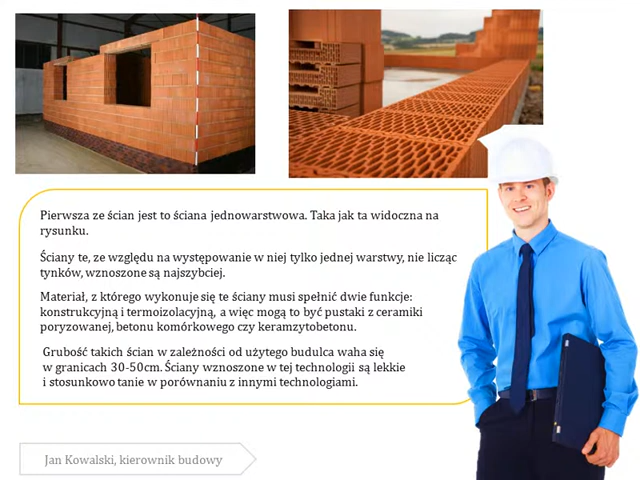 Pierwsza ze ścian jest to ściana jednowarstwowa. Taka jak ta widoczna na
rysunku.
Ściany te, ze względu na występowanie w niej tylko jednej warstwy, nie licząc
tynków, wznoszone są najszybciej.
Materiał, z którego wykonuje się te ściany musi spełnić dwie funkcje:
konstrukcyjną i termoizolacyjną, a więc mogą to być pustaki z ceramiki
poryzowanej, betonu komórkowego czy keramzytobetonu.
Grubość takich ścian w zależności od użytego budulca waha się
w granicach 30-50cm. Ściany wznoszone w tej technologii są lekkie
i stosunkowo tanie w porównaniu z innymi technologiami.
Jan Kowalski, kierownik budowy